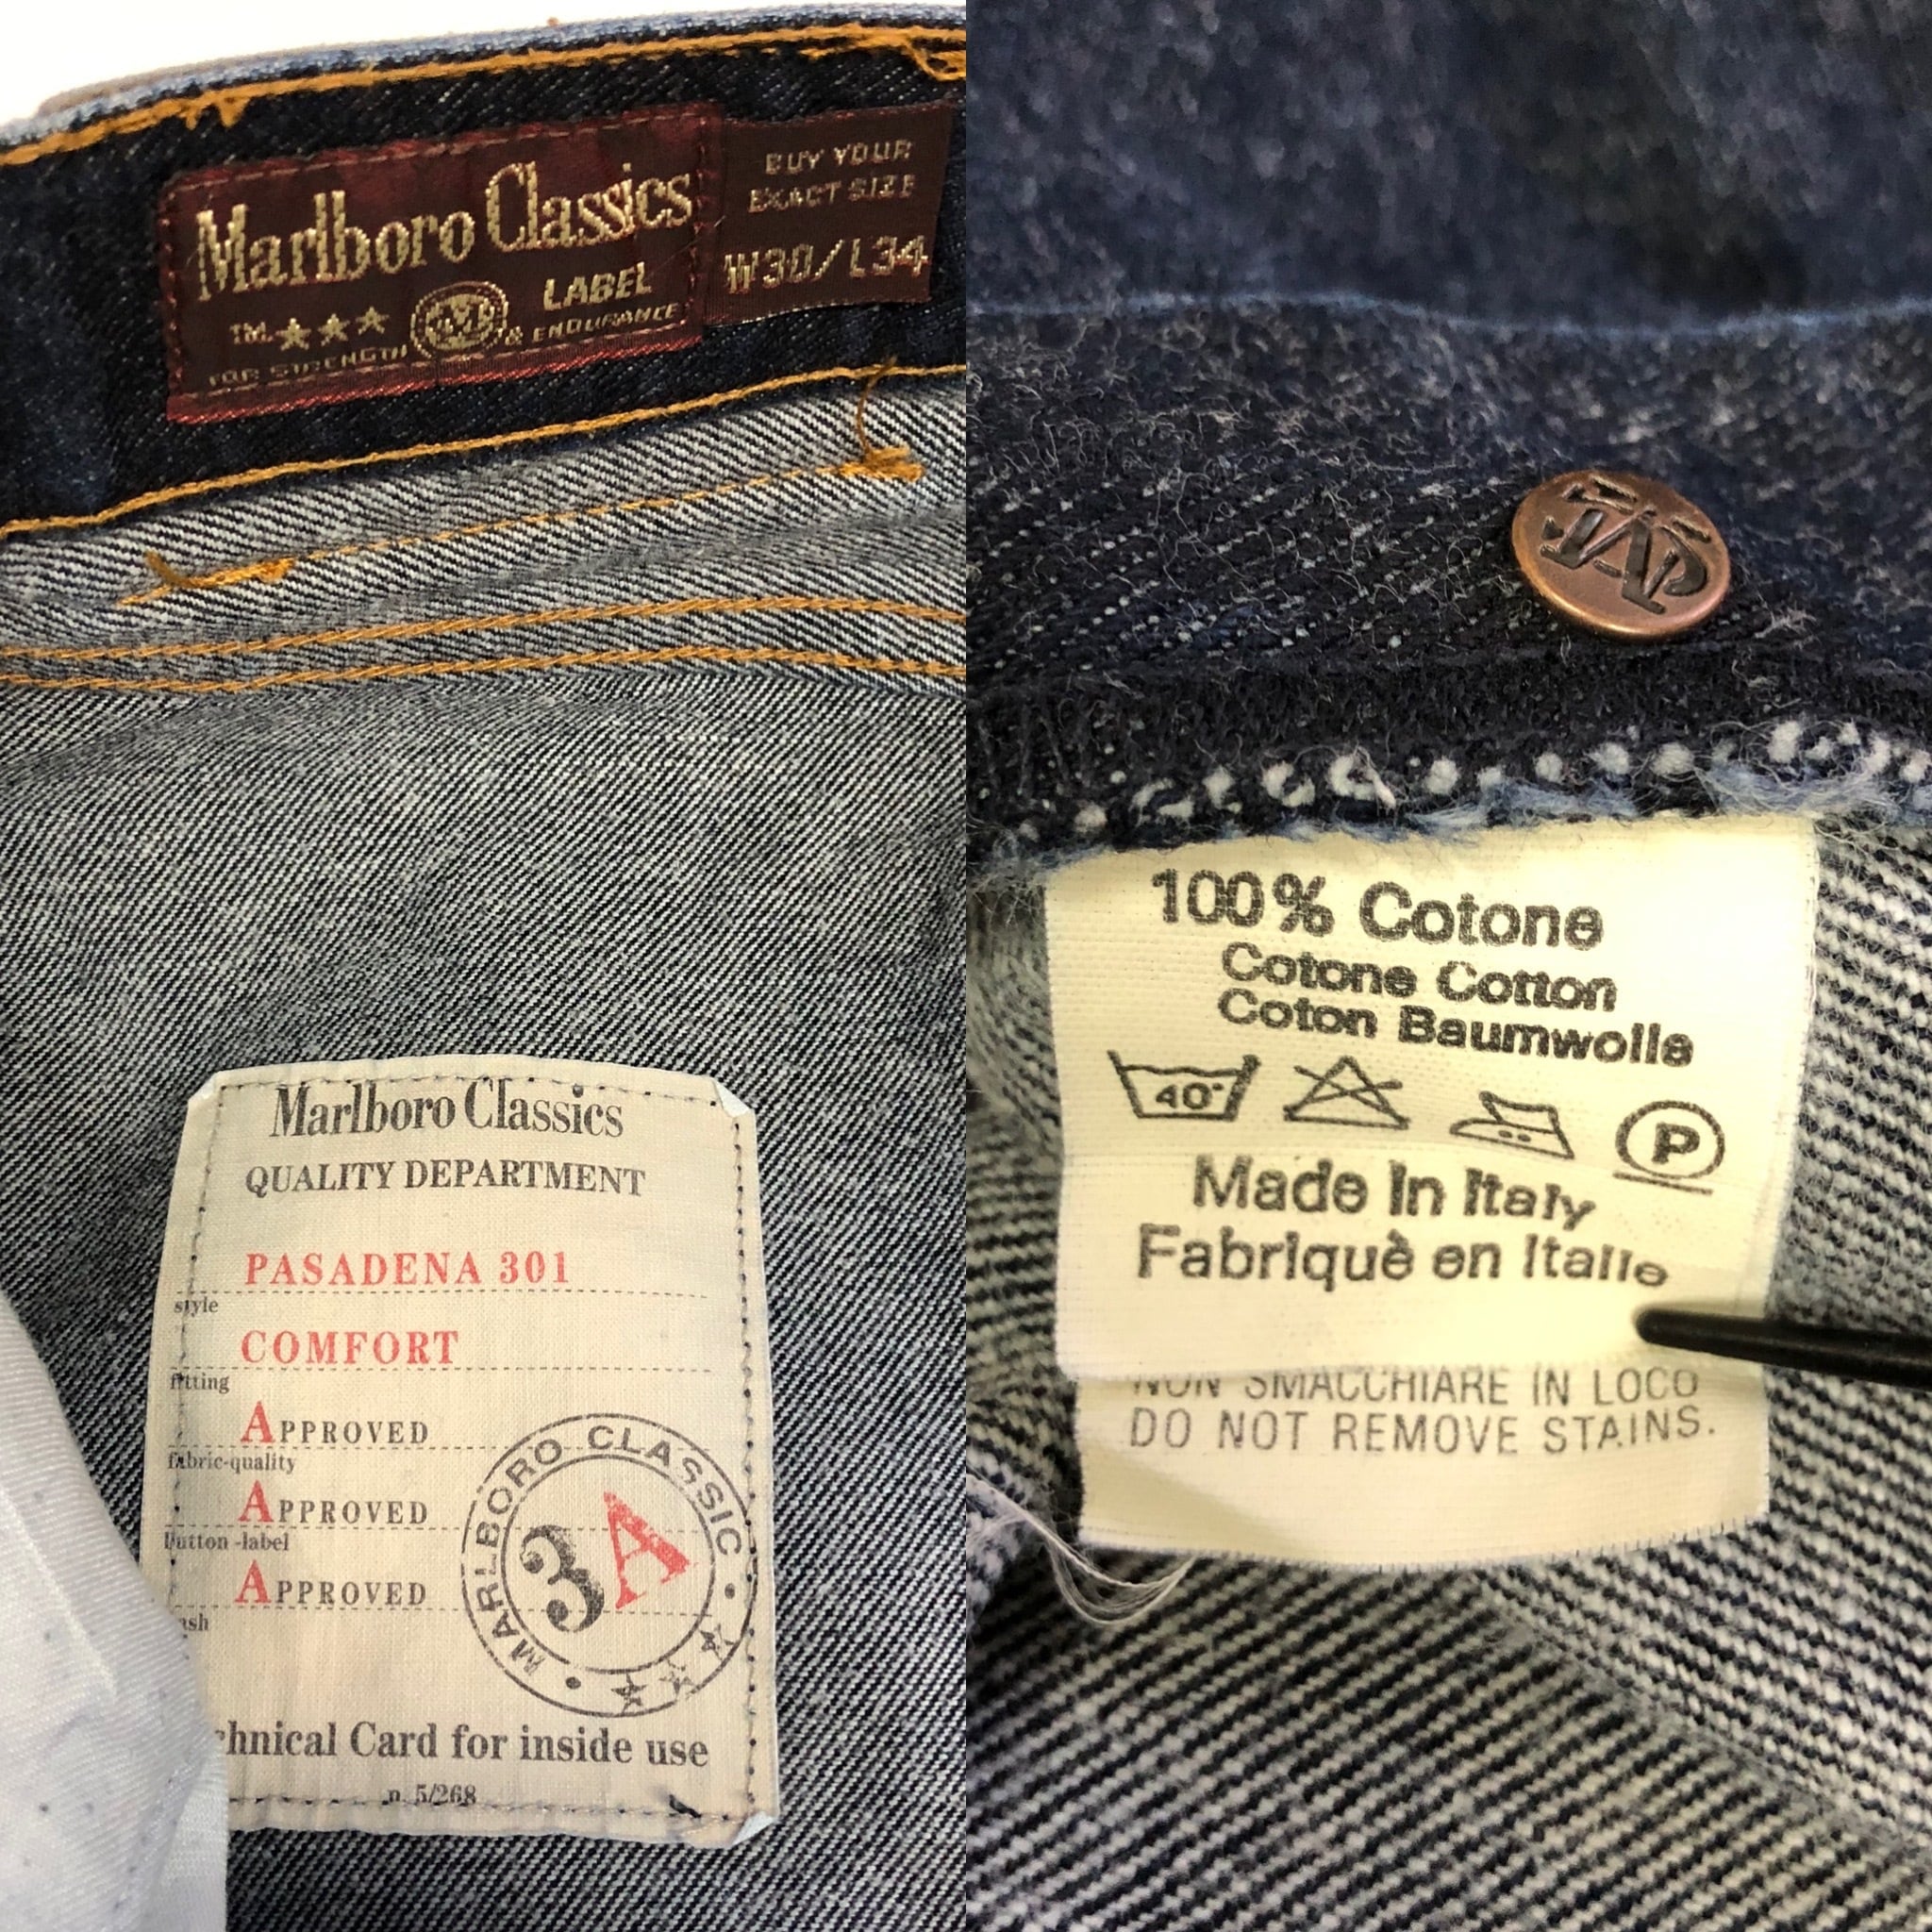 Marlboro Classics
TM. LABEL
FOR STRENGTH & ENDURANCE
BUY YOUR
EXACT SIZE
W30/L34
Marlboro Classics
QUALITY DEPARTMENT
PASADENA 301
style
COMFORT
fitting
APPROVED
fabric-quality
APPROVED
button-label
APPROVED
ash
MARLBORO CLASSIC
3A
chnical Card for inside use
n. 5/268
100% Cotone
Cotone Cotton
Coton Baumwolle
40° P
Made in Italy
Fabriquè en Italie
NON SMACCHIARE IN LOCO
DO NOT REMOVE STAINS.